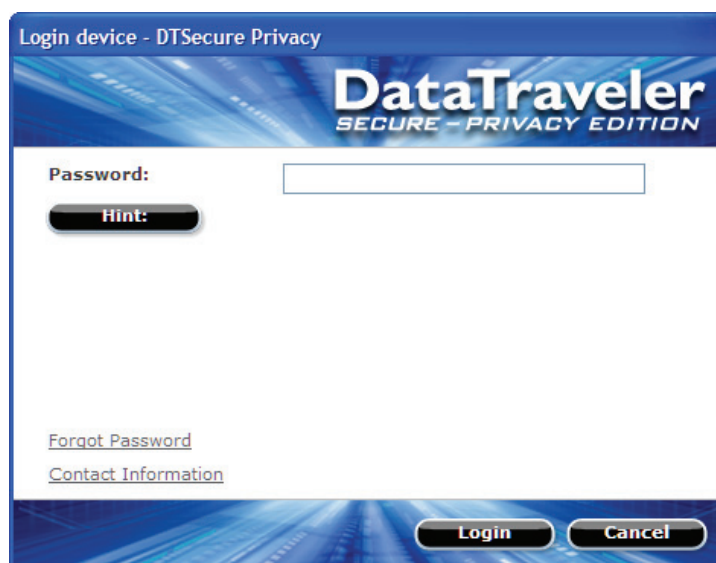 Login device - DTSecure Privacy
DataTraveler
SECURE - PRIVACY EDITION
Password:
Hint:
Forgot Password
Contact Information
Login Cancel